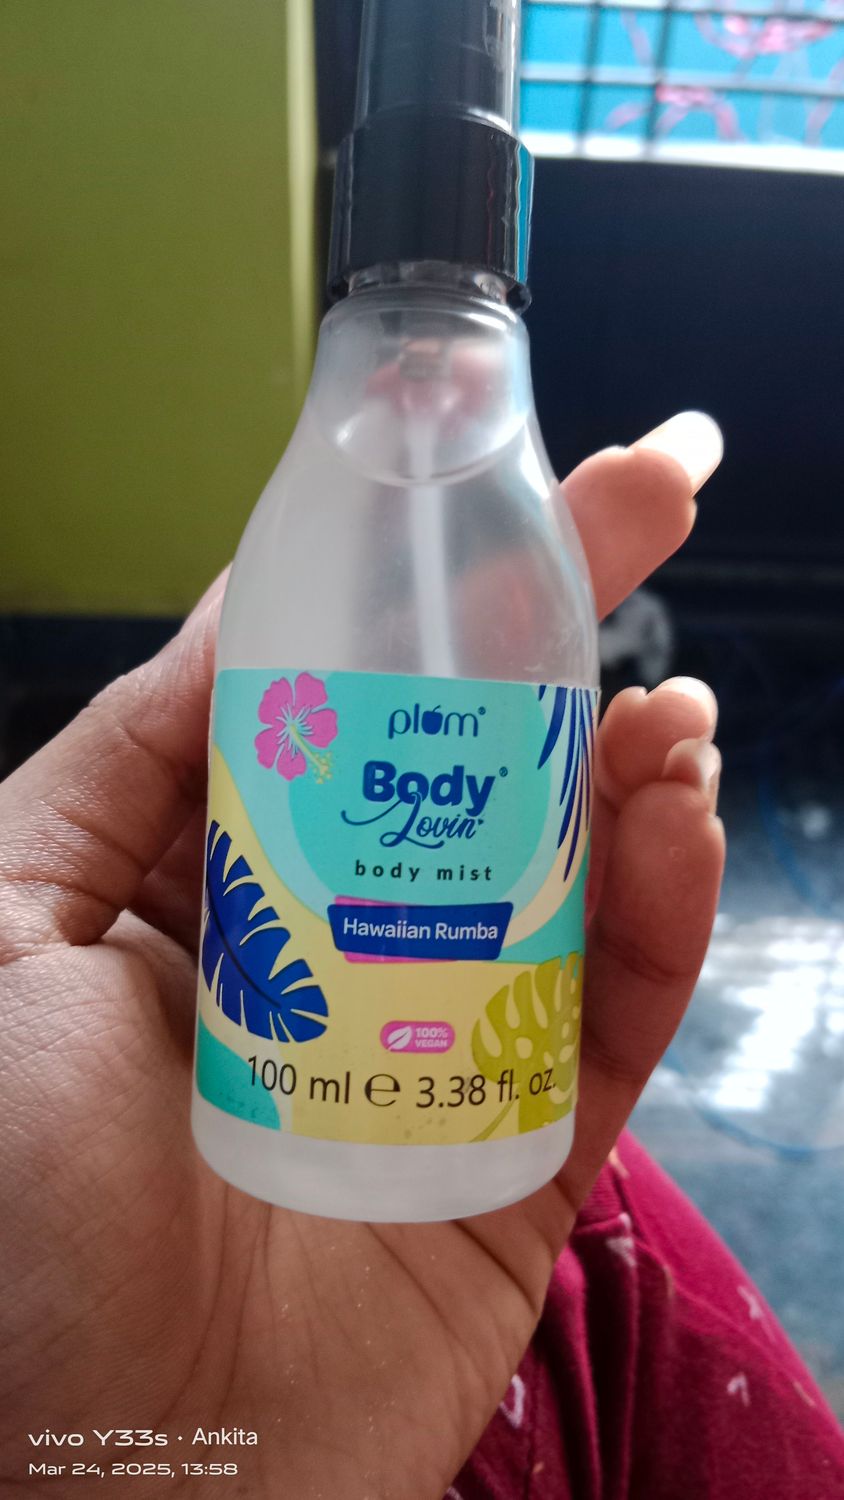 plum®
Body®
Lovin'
body mist
Hawaiian Rumba
100%
VEGAN
100 ml ℮ 3.38 fl. oz.
vivo Y33s · Ankita
Mar 24, 2025, 13:58